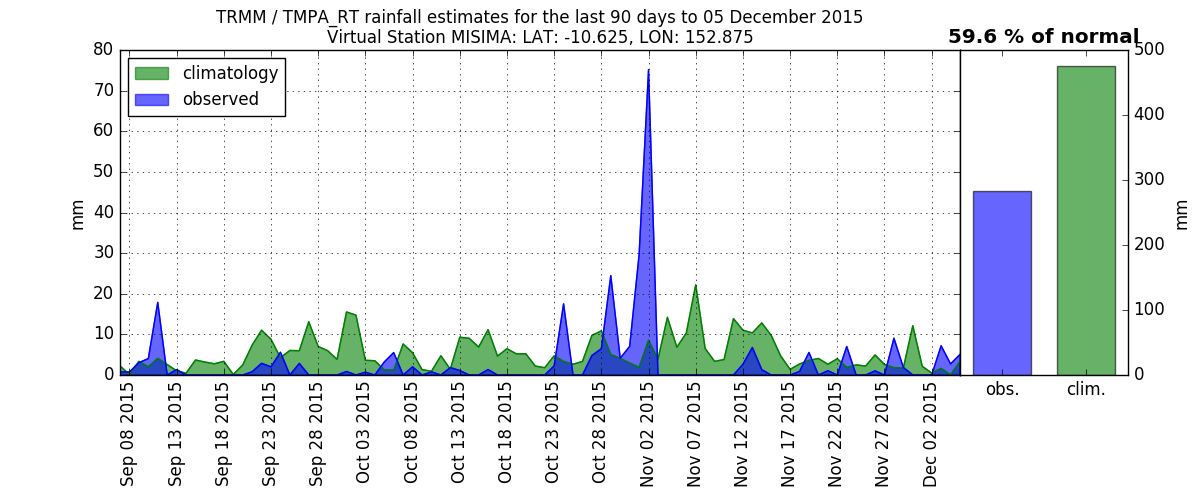 TRMM / TMPA_RT rainfall estimates for the last 90 days to 05 December 2015
Virtual Station MISIMA: LAT: -10.625, LON: 152.875
59.6 % of normal
climatology
observed
80
70
60
50
40
30
20
10
0
mm
Sep 08 2015
Sep 13 2015
Sep 18 2015
Sep 23 2015
Sep 28 2015
Oct 03 2015
Oct 08 2015
Oct 13 2015
Oct 18 2015
Oct 23 2015
Oct 28 2015
Nov 02 2015
Nov 07 2015
Nov 12 2015
Nov 17 2015
Nov 22 2015
Nov 27 2015
Dec 02 2015
obs.
clim.
500
400
300
200
100
0
mm